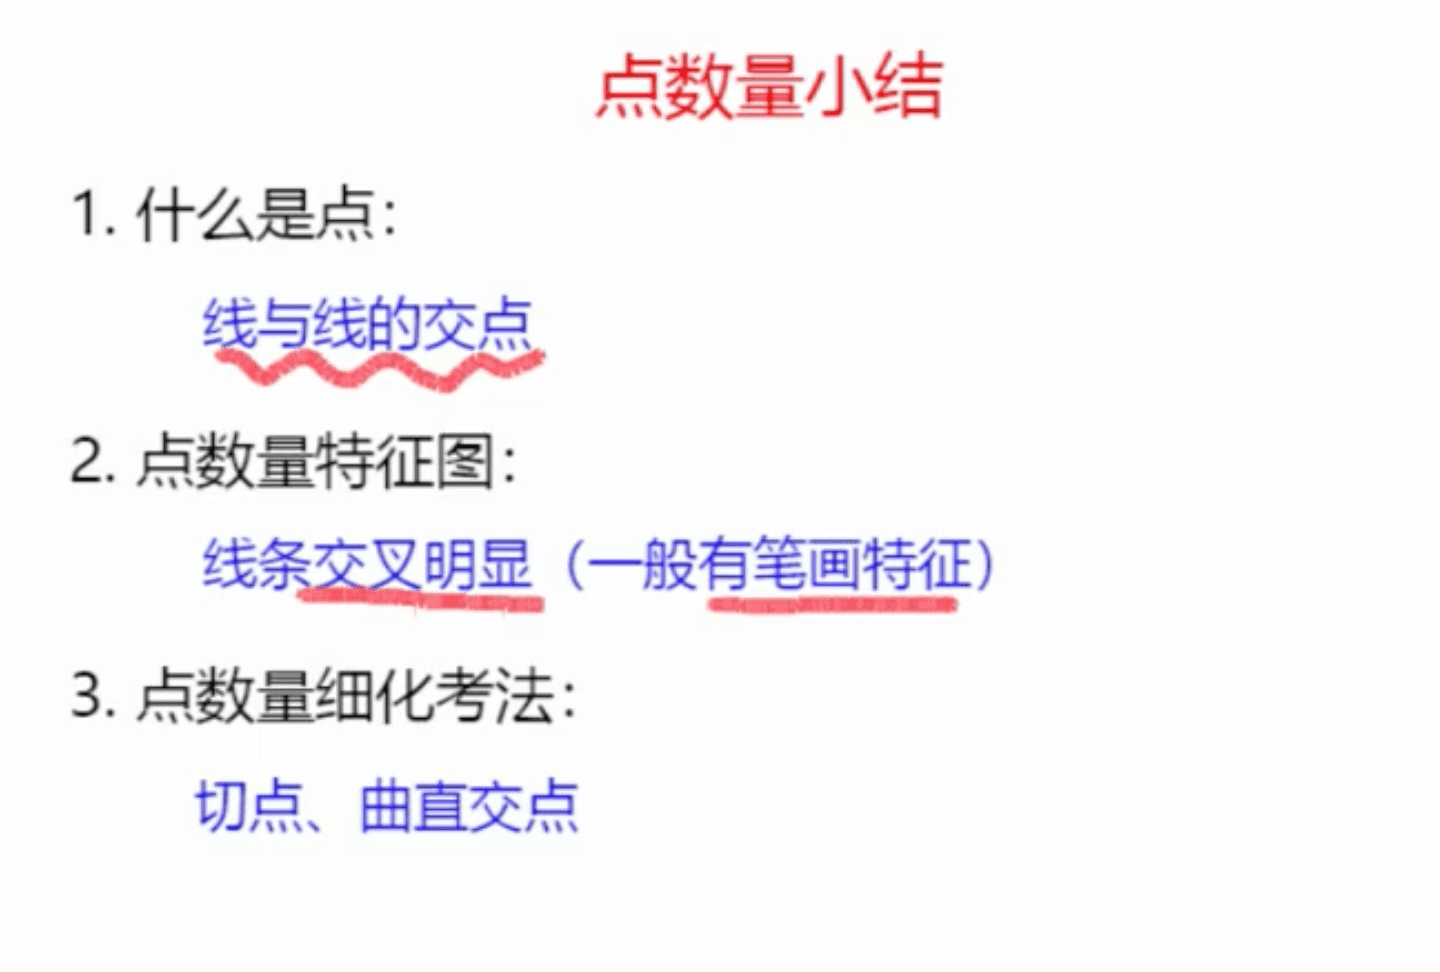 点数量小结
1. 什么是点：
线与线的交点
2. 点数量特征图：
线条交叉明显（一般有笔画特征）
3. 点数量细化考法：
切点、曲直交点